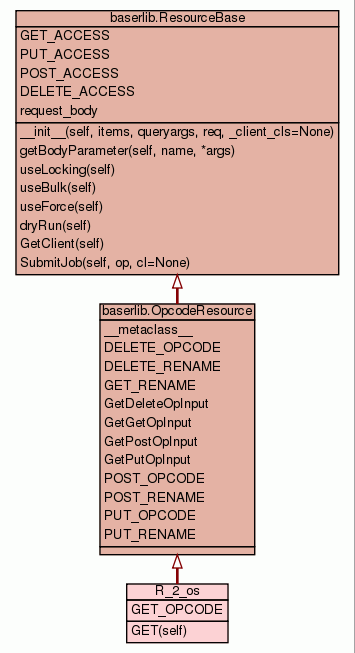 baserlib.ResourceBase
GET_ACCESS
PUT_ACCESS
POST_ACCESS
DELETE_ACCESS
request_body
__init__(self, items, queryargs, req, _client_cls=None)
getBodyParameter(self, name, *args)
useLocking(self)
useBulk(self)
useForce(self)
dryRun(self)
GetClient(self)
SubmitJob(self, op, cl=None)
baserlib.OpcodeResource
__metaclass__
DELETE_OPCODE
DELETE_RENAME
GET_RENAME
GetDeleteOpInput
GetGetOpInput
GetPostOpInput
GetPutOpInput
POST_OPCODE
POST_RENAME
PUT_OPCODE
PUT_RENAME
R_2_os
GET_OPCODE
GET(self)